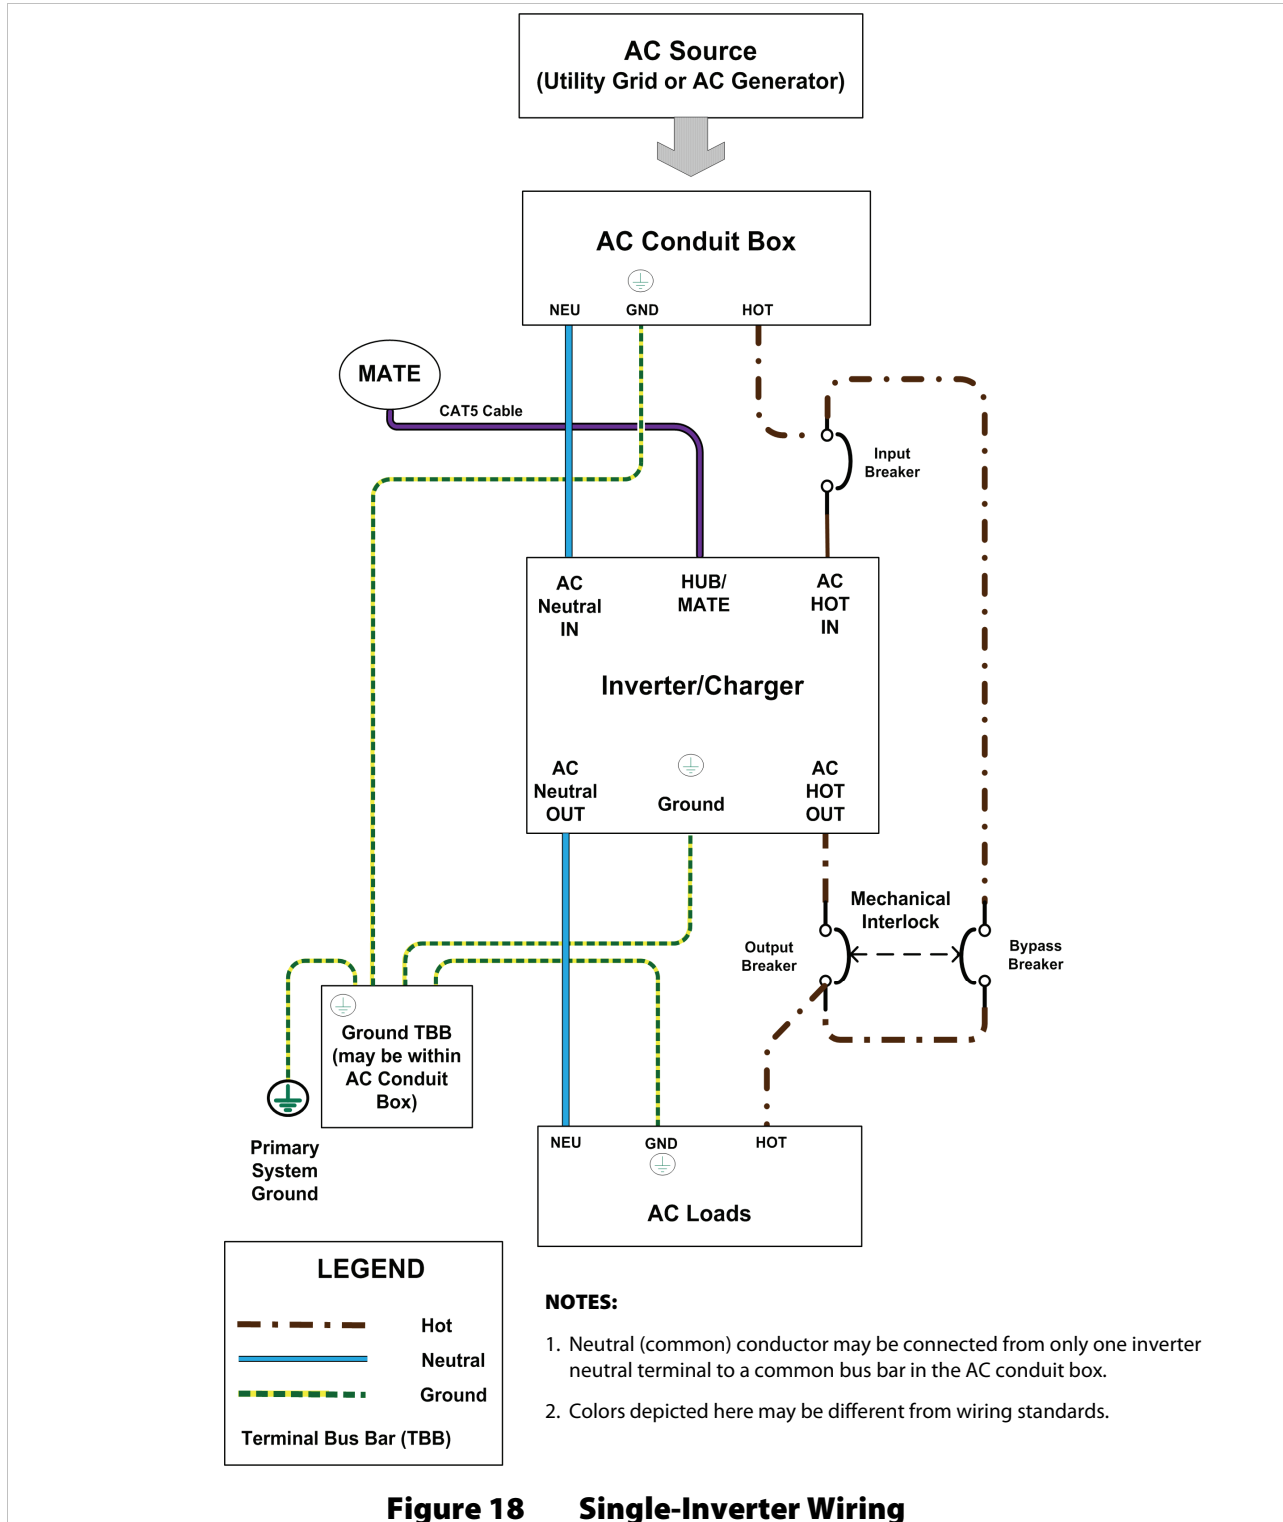 AC Source
(Utility Grid or AC Generator)
AC Conduit Box
NEU
GND
HOT
MATE
CAT5 Cable
Input
Breaker
AC
Neutral
IN
HUB/
MATE
AC
HOT
IN
Inverter/Charger
AC
Neutral
OUT
Ground
AC
HOT
OUT
Mechanical
Interlock
Output
Breaker
Bypass
Breaker
Ground TBB
(may be within
AC Conduit
Box)
Primary
System
Ground
NEU
GND
HOT
AC Loads
LEGEND
Hot
Neutral
Ground
Terminal Bus Bar (TBB)
NOTES:
1. Neutral (common) conductor may be connected from only one inverter
neutral terminal to a common bus bar in the AC conduit box.
2. Colors depicted here may be different from wiring standards.
Figure 18 Single-Inverter Wiring